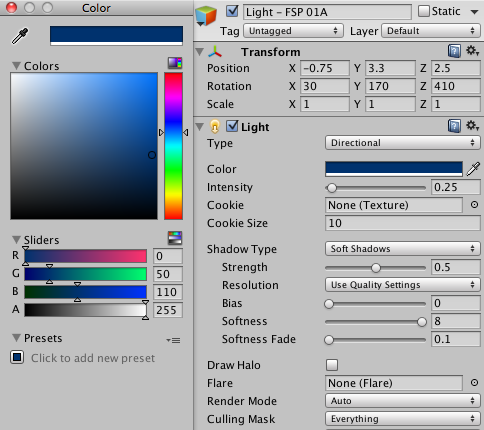 Color
Colors
Sliders
R 0
G 50
B 110
A 255
Presets
Click to add new preset
Light - FSP 01A Static
Tag Untagged Layer Default
Transform
Position X -0.75 Y 3.3 Z 2.5
Rotation X 30 Y 170 Z 410
Scale X 1 Y 1 Z 1
Light
Type Directional
Color
Intensity 0.25
Cookie None (Texture)
Cookie Size 10
Shadow Type Soft Shadows
Strength 0.5
Resolution Use Quality Settings
Bias 0
Softness 8
Softness Fade 0.1
Draw Halo
Flare None (Flare)
Render Mode Auto
Culling Mask Everything